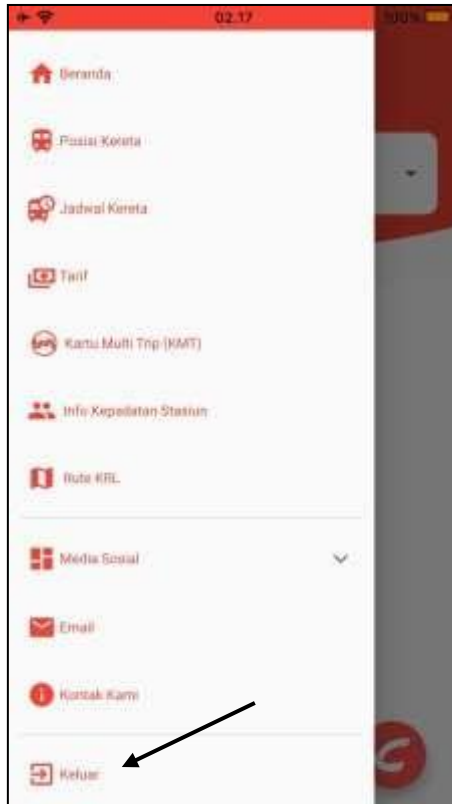 02.17
100%
Beranda
Posisi Kereta
Jadwal Kereta
Tarif
Kartu Multi Trip (KMT)
Info Kepadatan Stasiun
Rute KRL
Media Sosial
Email
Kontak Kami
Keluar